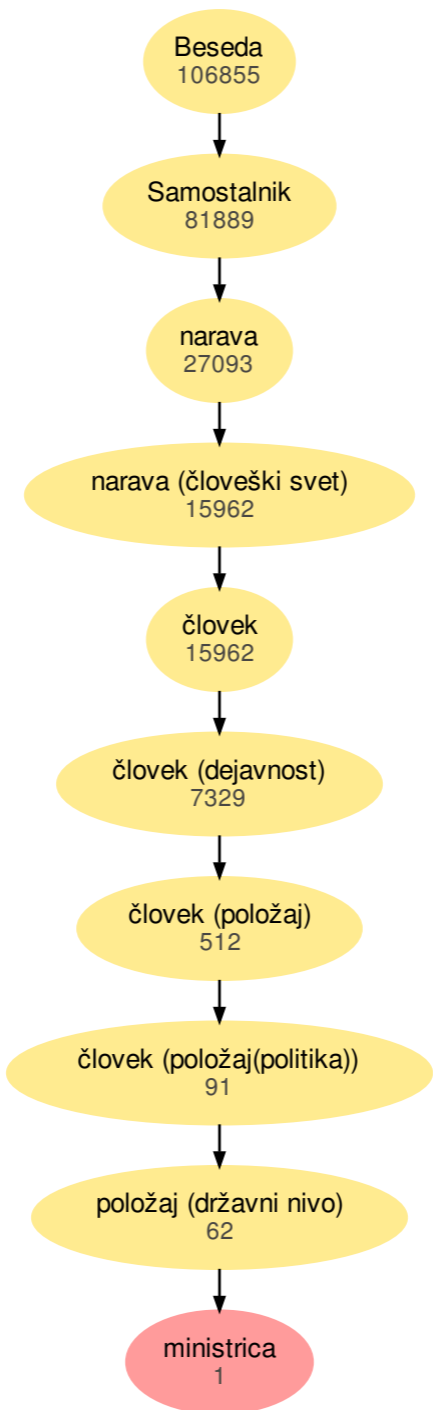 Beseda
106855
Samostalnik
81889
narava
27093
narava (človeški svet)
15962
človek
15962
človek (dejavnost)
7329
človek (položaj)
512
človek (položaj(politika))
91
položaj (državni nivo)
62
ministrica
1